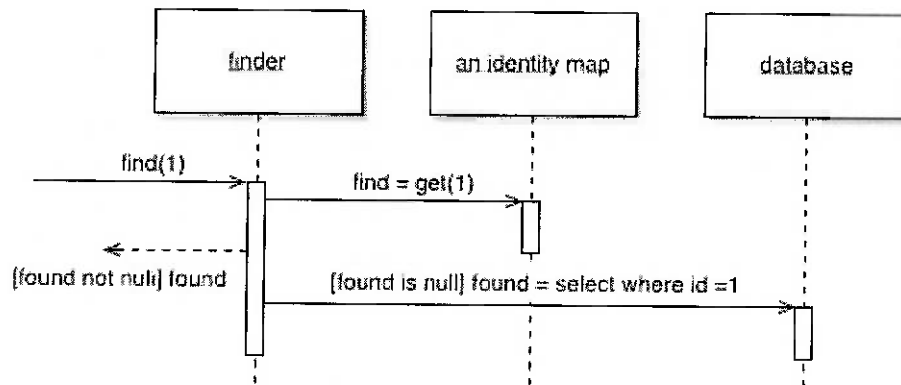 finder
an identity map
database
find(1)
find = get(1)
[found not null] found
[found is null] found = select where id =1